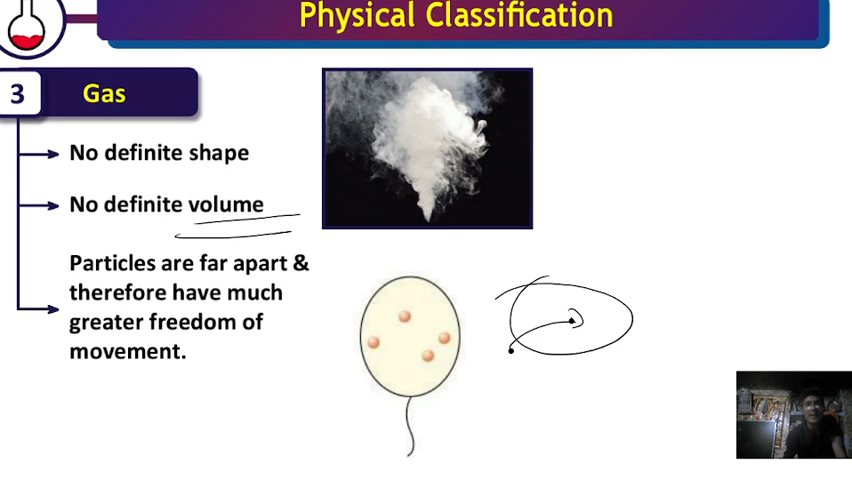 Physical Classification
3
Gas
No definite shape
No definite volume
Particles are far apart &
therefore have much
greater freedom of
movement.